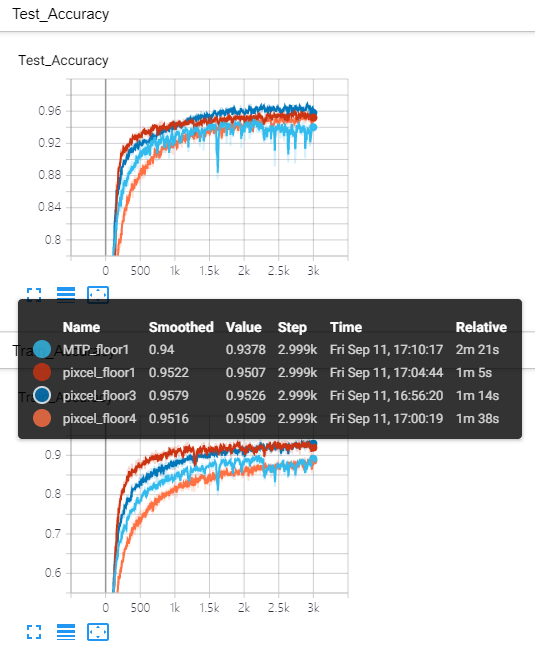 Test_Accuracy
Test_Accuracy
0.96
0.92
0.88
0.84
0.8
0 500 1k 1.5k 2k 2.5k 3k
Name Smoothed Value Step Time Relative
MTP_floor1 0.94 0.9378 2.999k Fri Sep 11, 17:10:17 2m 21s
pixcel_floor1 0.9522 0.9507 2.999k Fri Sep 11, 17:04:44 1m 5s
pixcel_floor3 0.9579 0.9526 2.999k Fri Sep 11, 16:56:20 1m 14s
pixcel_floor4 0.9516 0.9509 2.999k Fri Sep 11, 17:00:19 1m 38s
0.9
0.8
0.7
0.6
0 500 1k 1.5k 2k 2.5k 3k